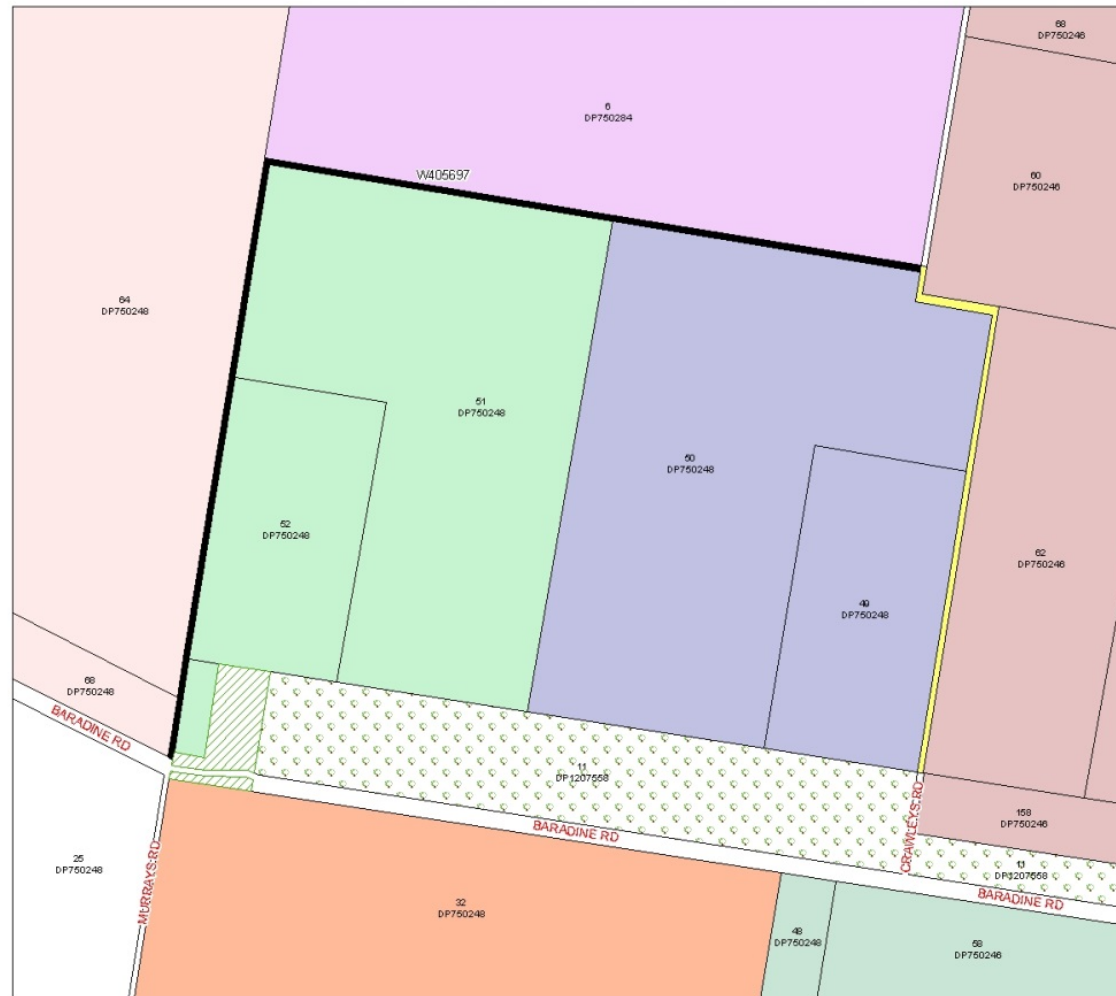 68
DP750246
6
DP750284
60
DP750246
W405697
64
DP750248
51
DP750248
50
DP750248
52
DP750248
62
DP750246
49
DP750248
68
DP750248
BARADINE RD
11
DP1207558
158
DP750246
CRAWLEYS RD
BARADINE RD
25
DP750248
MURRAYS RD
11
DP1207558
BARADINE RD
32
DP750248
48
DP750248
58
DP750246